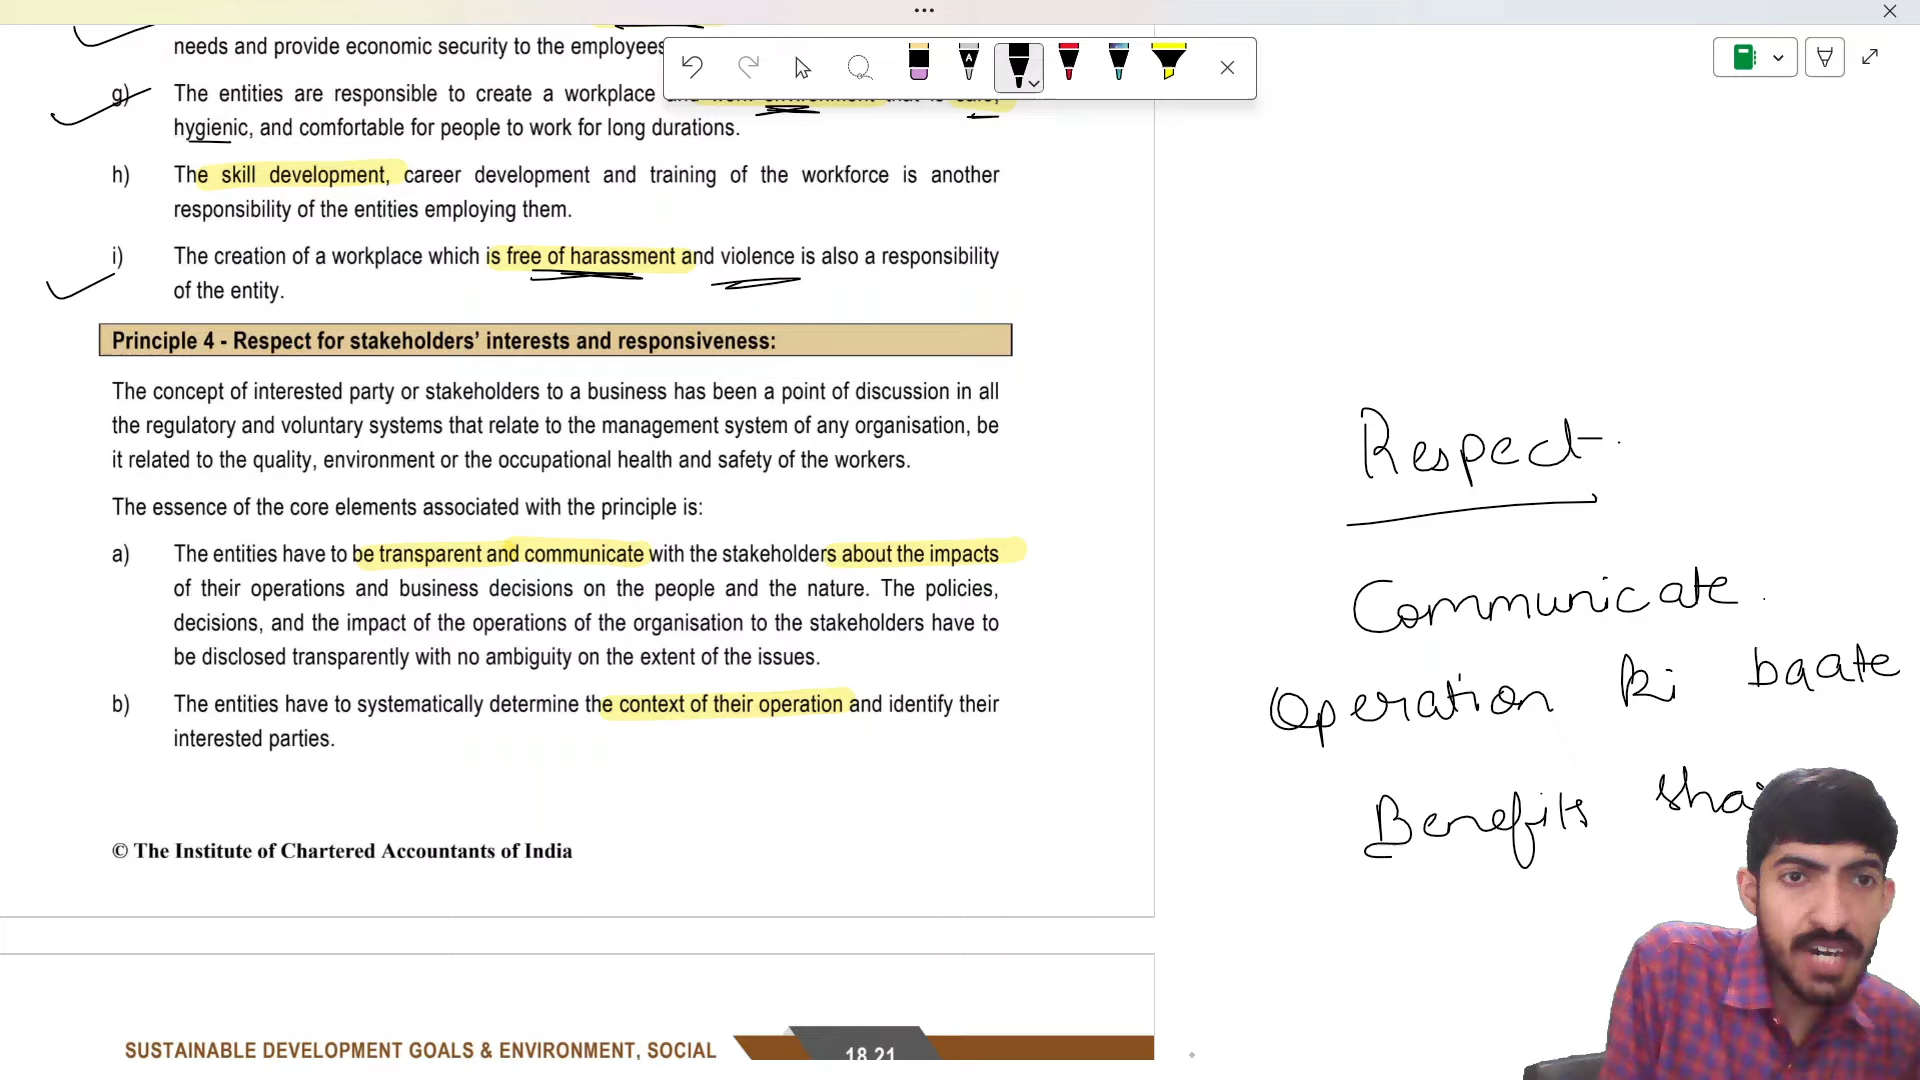 needs and provide economic security to the employees
g) The entities are responsible to create a workplace
hygienic, and comfortable for people to work for long durations.
h) The skill development, career development and training of the workforce is another
responsibility of the entities employing them.
i) The creation of a workplace which is free of harassment and violence is also a responsibility
of the entity.
Principle 4 - Respect for stakeholders’ interests and responsiveness:
The concept of interested party or stakeholders to a business has been a point of discussion in all
the regulatory and voluntary systems that relate to the management system of any organisation, be
it related to the quality, environment or the occupational health and safety of the workers.
The essence of the core elements associated with the principle is:
a) The entities have to be transparent and communicate with the stakeholders about the impacts
of their operations and business decisions on the people and the nature. The policies,
decisions, and the impact of the operations of the organisation to the stakeholders have to
be disclosed transparently with no ambiguity on the extent of the issues.
b) The entities have to systematically determine the context of their operation and identify their
interested parties.
© The Institute of Chartered Accountants of India
SUSTAINABLE DEVELOPMENT GOALS & ENVIRONMENT, SOCIAL
18.21
Respect
Communicate
Operation ki baate
Benefits